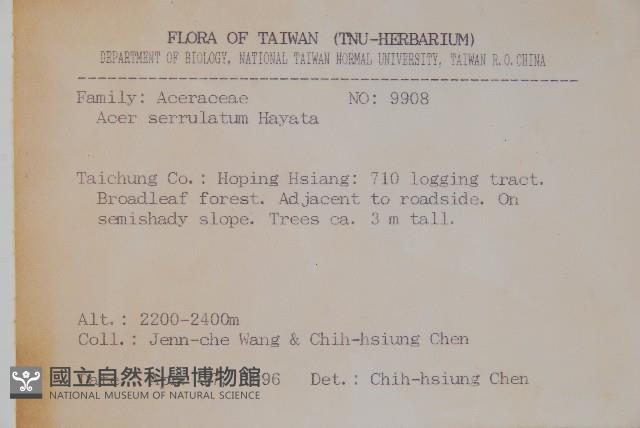 FLORA OF TAIWAN (TNU-HERBARIUM)
DEPARTMENT OF BIOLOGY, NATIONAL TAIWAN NORMAL UNIVERSITY, TAIWAN R.O.CHINA
Family: Aceraceae NO: 9908
Acer serrulatum Hayata
Taichung Co.: Hoping Hsiang: 710 logging tract.
Broadleaf forest. Adjacent to roadside. On
semishady slope. Trees ca. 3 m tall.
Alt.: 2200-2400m
Coll.: Jenn-che Wang & Chih-hsiung Chen
Det.: Chih-hsiung Chen
國立自然科學博物館
NATIONAL MUSEUM OF NATURAL SCIENCE